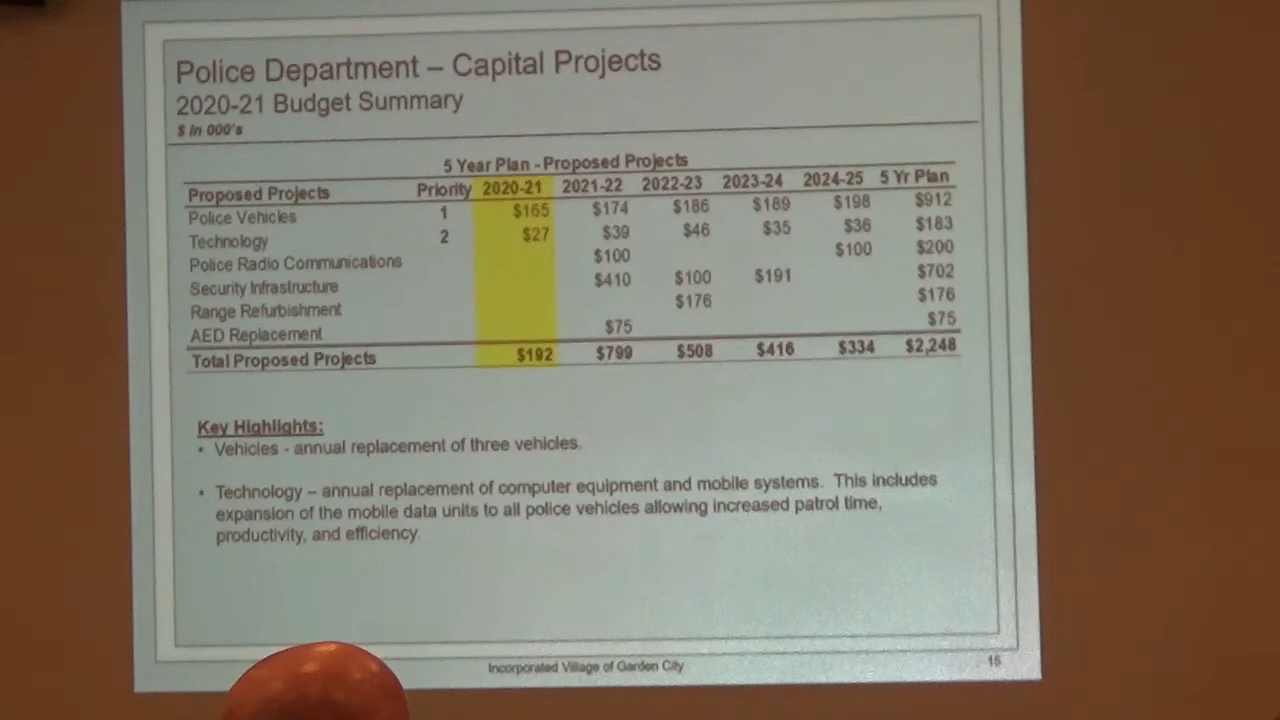 Police Department – Capital Projects
2020-21 Budget Summary
$ In 000's
5 Year Plan - Proposed Projects
Proposed Projects Priority 2020-21 2021-22 2022-23 2023-24 2024-25 5 Yr Plan
Police Vehicles 1 $165 $174 $186 $189 $198 $912
Technology 2 $27 $39 $46 $35 $36 $183
Police Radio Communications $100 $100 $200
Security Infrastructure $410 $100 $191 $702
Range Refurbishment $176 $176
AED Replacement $75 $75
Total Proposed Projects $192 $799 $508 $416 $334 $2,248
Key Highlights:
• Vehicles - annual replacement of three vehicles.
• Technology – annual replacement of computer equipment and mobile systems. This includes
expansion of the mobile data units to all police vehicles allowing increased patrol time,
productivity, and efficiency.
Incorporated Village of Garden City